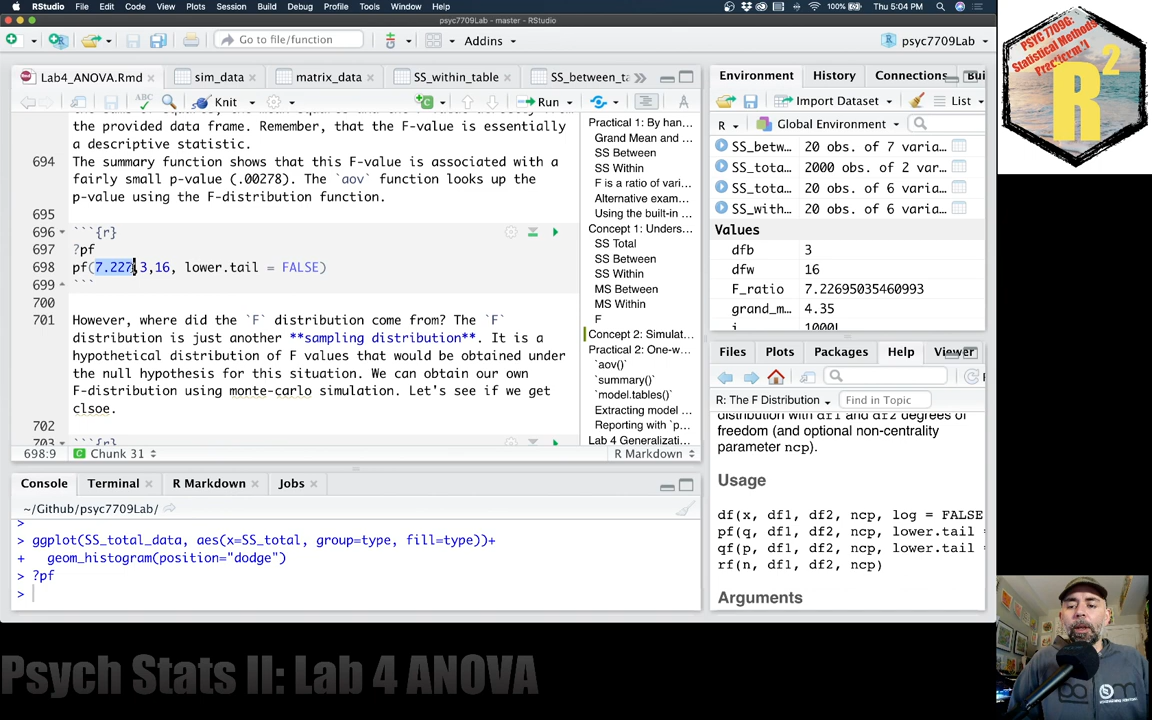 RStudio File Edit Code View Plots Session Build Debug Profile Tools Window Help 100% Thu 5:04 PM
psyc7709Lab - master - RStudio
Go to file/function Addins psyc7709Lab
Lab4_ANOVA.Rmd sim_data matrix_data SS_within_table SS_between_ta
Knit Run
the provided data frame. Remember, that the F-value is essentially
a descriptive statistic.
694 The summary function shows that this F-value is associated with a
fairly small p-value (.00278). The `aov` function looks up the
p-value using the F-distribution function.
695
696 ```{r}
697 ?pf
698 pf(7.227,3,16, lower.tail = FALSE)
699 ```
700
701 However, where did the `F` distribution come from? The `F`
distribution is just another **sampling distribution**. It is a
hypothetical distribution of F values that would be obtained under
the null hypothesis for this situation. We can obtain our own
F-distribution using monte-carlo simulation. Let's see if we get
clsoe.
702
703 ```{r}
698:9 Chunk 31 R Markdown
Practical 1: By han...
Grand Mean and
SS Between
SS Within
F is a ratio of vari...
Alternative exam...
Using the built-in
Concept 1: Unders...
SS Total
SS Between
SS Within
MS Between
MS Within
F
Concept 2: Simulat...
Practical 2: One-w...
`aov()`
`summary()`
`model.tables()`
Extracting model
Reporting with `p...
Lab 4 Generalizati...
Console Terminal R Markdown Jobs
~/Github/psyc7709Lab/
>
> ggplot(SS_total_data, aes(x=SS_total, group=type, fill=type))+
+ geom_histogram(position="dodge")
> ?pf
>
Environment History Connections Bui
Import Dataset List
R Global Environment
SS_betw... 20 obs. of 7 varia...
SS_tota... 2000 obs. of 2 var...
SS_tota... 20 obs. of 6 varia...
SS_with... 20 obs. of 6 varia...
Values
dfb 3
dfw 16
F_ratio 7.22695035460993
grand_m... 4.35
i 1000L
Files Plots Packages Help Viewer
R: The F Distribution Find in Topic
distribution with df1 and df2 degrees of
freedom (and optional non-centrality
parameter ncp).
Usage
df(x, df1, df2, ncp, log = FALSE
pf(q, df1, df2, ncp, lower.tail =
qf(p, df1, df2, ncp, lower.tail =
rf(n, df1, df2, ncp)
Arguments
PSYC 7709G:
Statistical Methods
R2
Psych Stats II: Lab 4 ANOVA